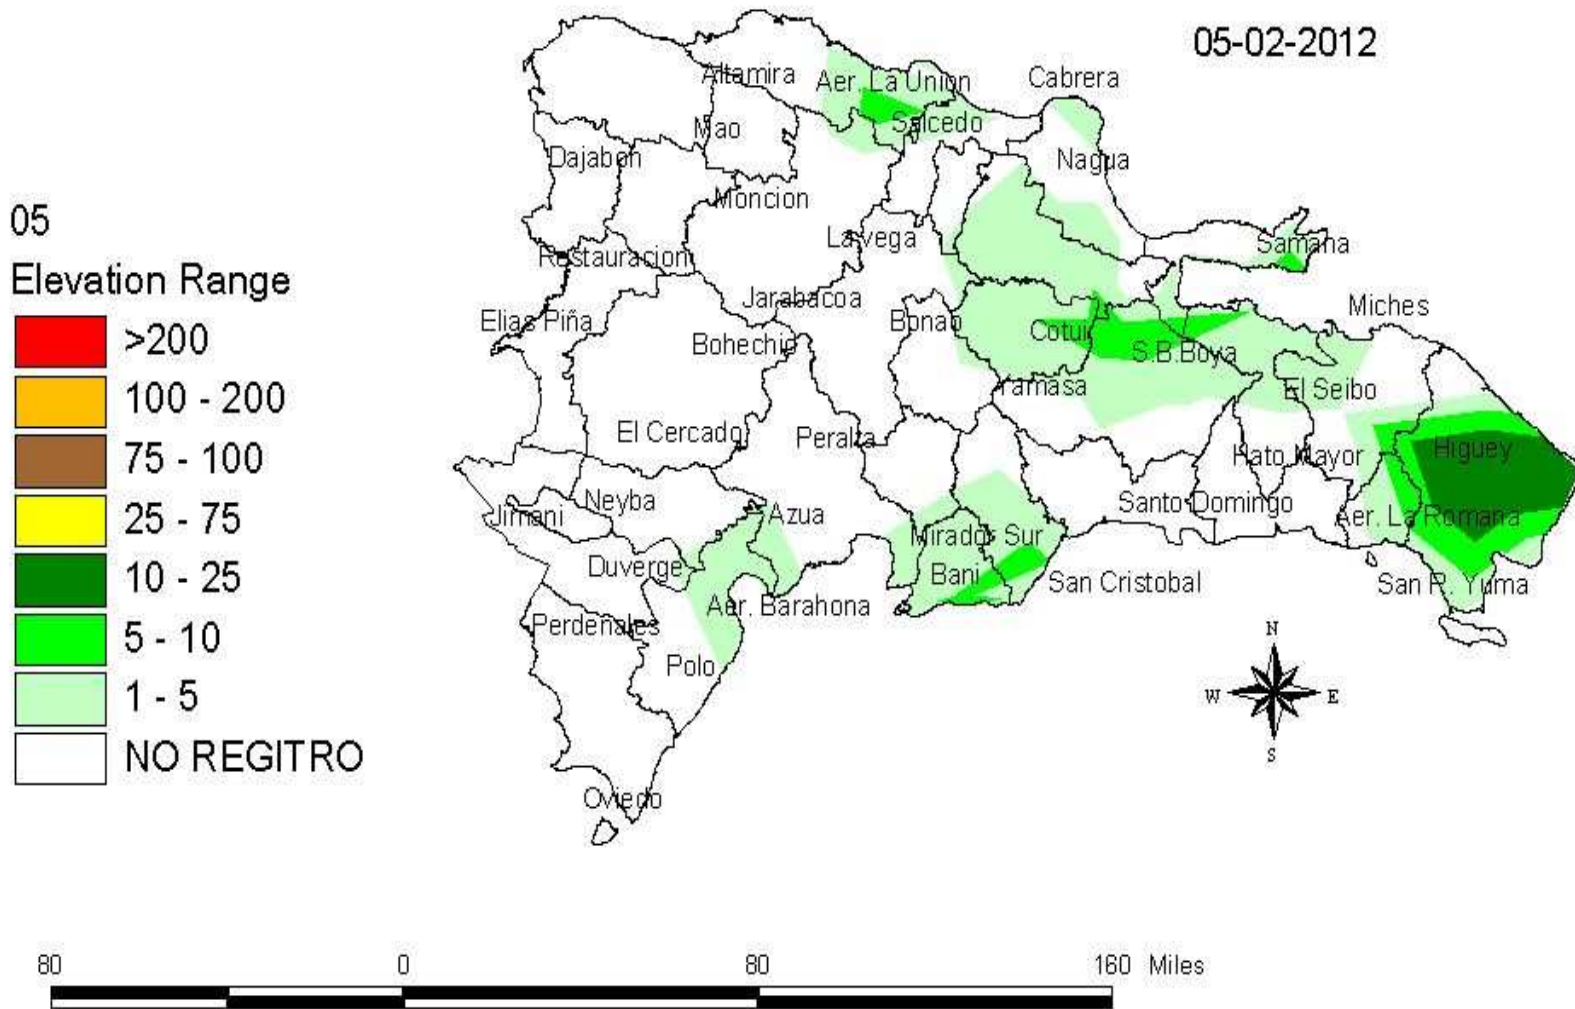 05-02-2012
Altamira
Aer. La Union
Cabrera
Mao
Salcedo
Dajabon
Nagua
Moncion
La vega
Samana
Restauracion
Jarabacoa
Miches
Elias Piña
Bonao
Cotui
Bohechio
S.B.Boya
Yamasa
El Seibo
El Cercado
Peralta
Hato Mayor
Higuey
Neyba
Jimani
Azua
Santo Domingo
Aer. La Romana
Mirador Sur
Duverge
Bani
San Cristobal
San R. Yuma
Aer. Barahona
Perdeñales
Polo
Oviedo
05
Elevation Range
>200
100 - 200
75 - 100
25 - 75
10 - 25
5 - 10
1 - 5
NO REGITRO
N
W E
S
80 0 80 160 Miles